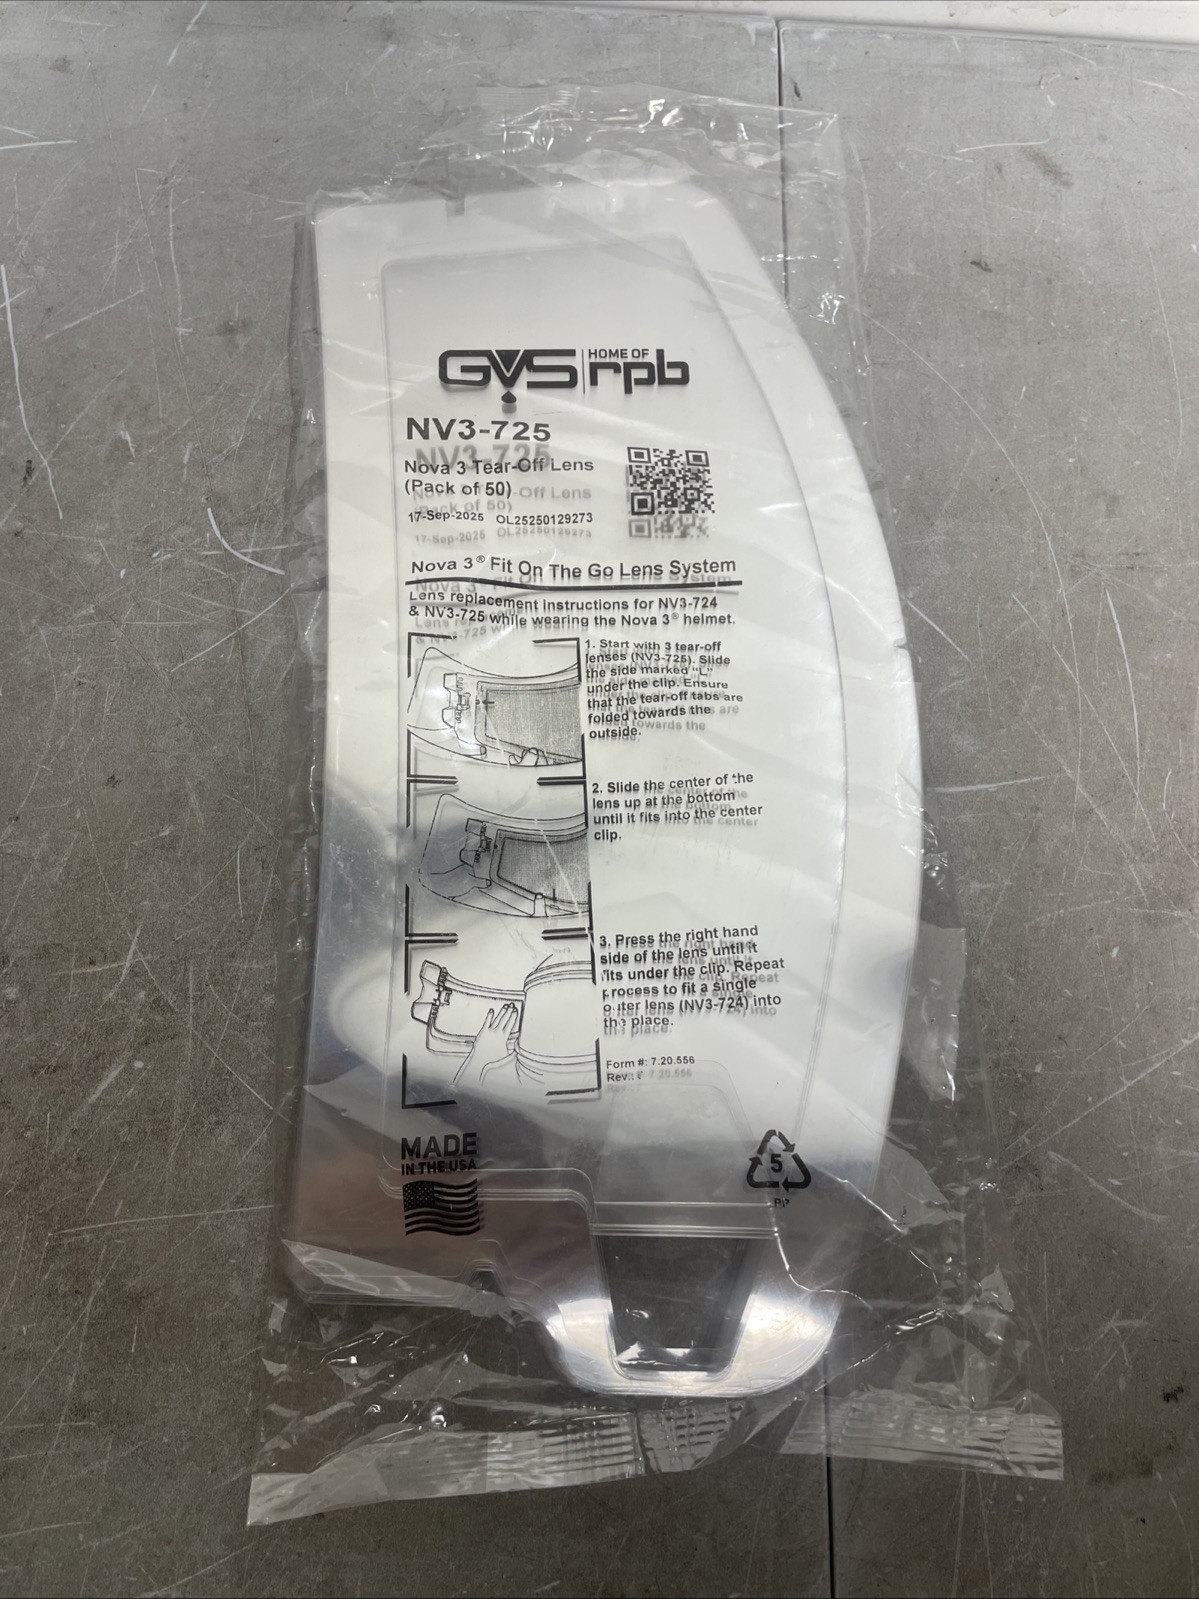 GVS HOME OF rpb
NV3-725
Nova 3 Tear-Off Lens
(Pack of 50)
17-Sep-2025 OL25250129273
Nova 3® Fit On The Go Lens System
Lens replacement instructions for NV3-724
& NV3-725 while wearing the Nova 3® helmet.
1. Start with 3 tear-off
lenses (NV3-725). Slide
the side marked "L"
under the clip. Ensure
that the tear-off tabs are
folded towards the
outside.
2. Slide the center of the
lens up at the bottom
until it fits into the center
clip.
3. Press the right hand
side of the lens until it
fits under the clip. Repeat
process to fit a single
outer lens (NV3-724) into
the place.
Form #: 7.20.556
Rev.:
MADE
IN THE USA
5
PP